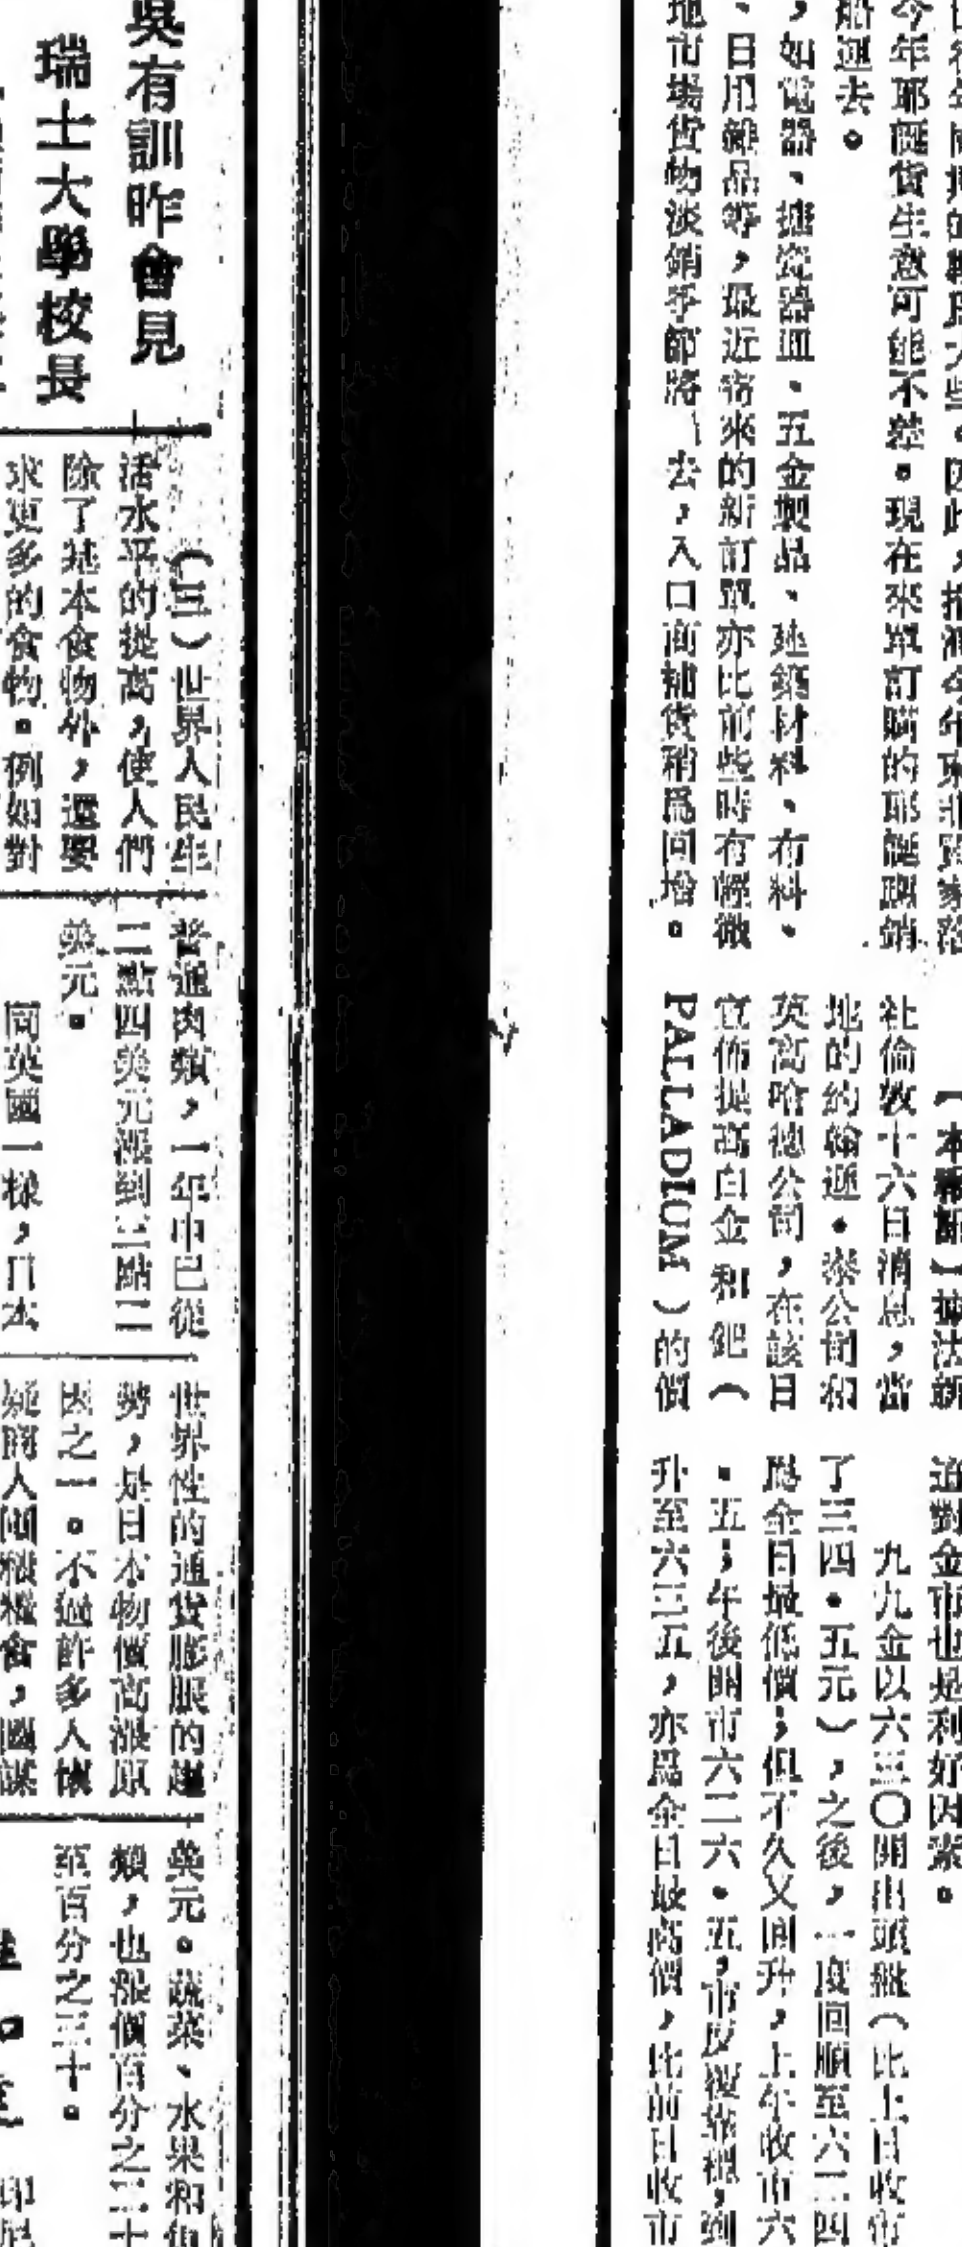 今年耶誕貨生意可能不差。現在來單訂購的耶誕國銷
船運去。
，如電器、搪瓷器皿、五金製品、建築材料、布料、
、日用雜品等，最近寄來的新訂單亦比前些時有輕微
地市場貨物淡銷季節將　去，入口商補貨稍爲回增。
【本報訊】據法新
社倫敦十六日消息，當
地的約翰遜・泰公司和
英高哈德公司，在該日
宣佈提高白金和鈀（
PALLADIUM）的價
迫對金市也是利好因素。
九九金以六三〇開出頭盤（比上日收市
了三四・五元），之後，一度回順至六二四
爲全日最低價；但不久又回升，上午收市六
・五；午後開市六二六・五，市反復靠穩，到
升至六三五，亦爲全日最高價，比前日收市
吳有訓昨會見
瑞士大學校長
（三）世界人民生
活水平的提高，使人們
除了基本食物外，還要
求更多的食物。例如對
普通肉類，一年中已從
二點四美元漲到三點二
美元。
同英國一樣，日本
世界性的通貨膨脹的趨
勢，是日本物價高漲原
因之一。不過許多人懷
疑商人囤積糧食，圖謀
美元。蔬菜、水果和魚
類，也漲價百分之二十
至百分之三十。
印尼